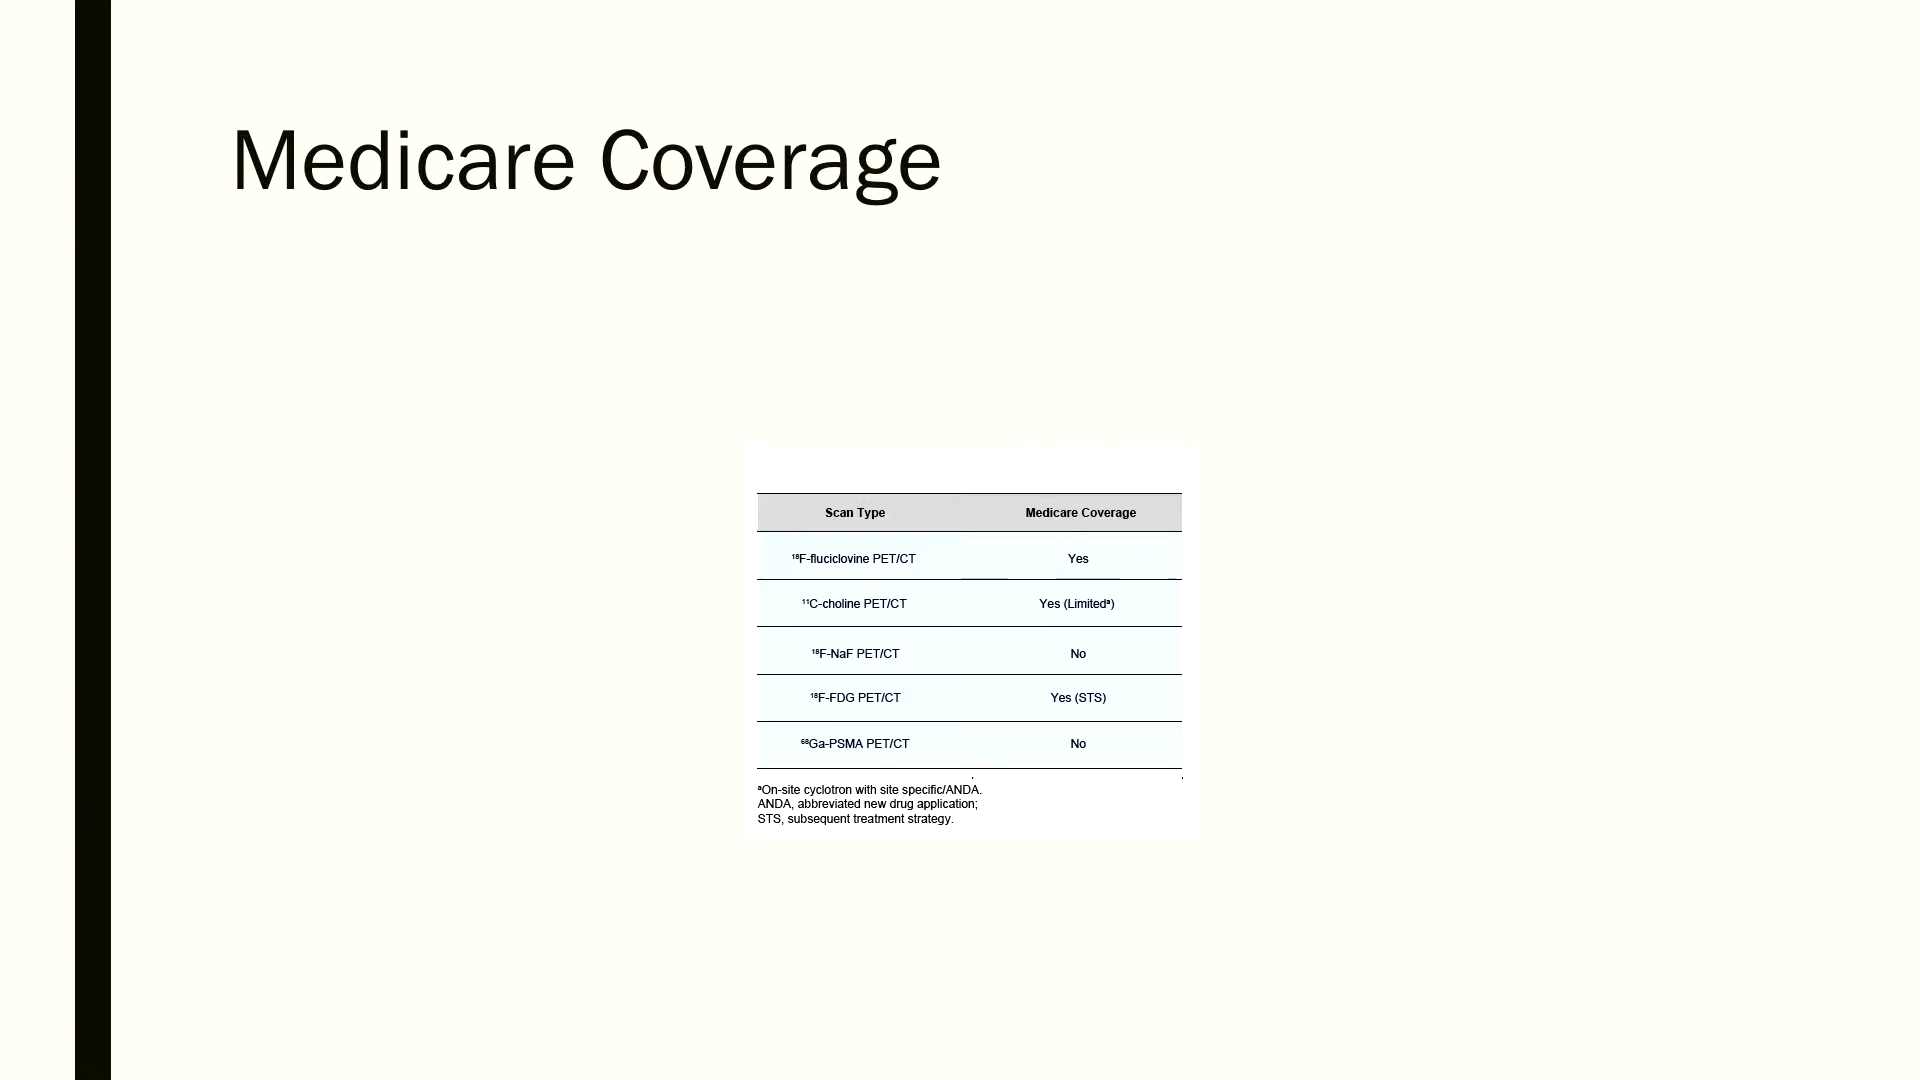 Medicare Coverage
Scan Type Medicare Coverage
¹⁸F-fluciclovine PET/CT Yes
¹¹C-choline PET/CT Yes (Limitedᵃ)
¹⁸F-NaF PET/CT No
¹⁸F-FDG PET/CT Yes (STS)
⁶⁸Ga-PSMA PET/CT No
ᵃOn-site cyclotron with site specific/ANDA.
ANDA, abbreviated new drug application;
STS, subsequent treatment strategy.